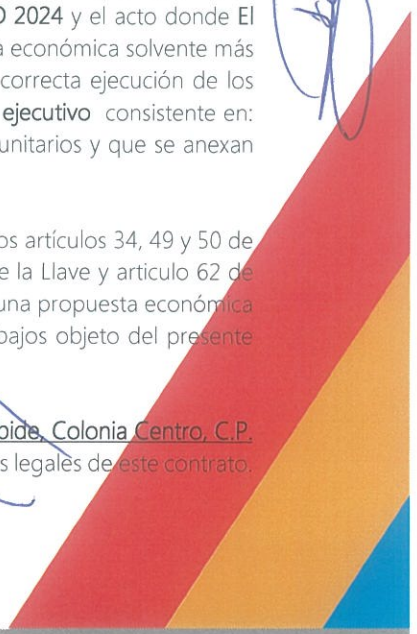 O 2024 y el acto donde El
a económica solvente más
correcta ejecución de los
ejecutivo consistente en:
unitarios y que se anexan
os artículos 34, 49 y 50 de
e la Llave y articulo 62 de
una propuesta económica
bajos objeto del presente
bide, Colonia Centro, C.P.
s legales de este contrato.